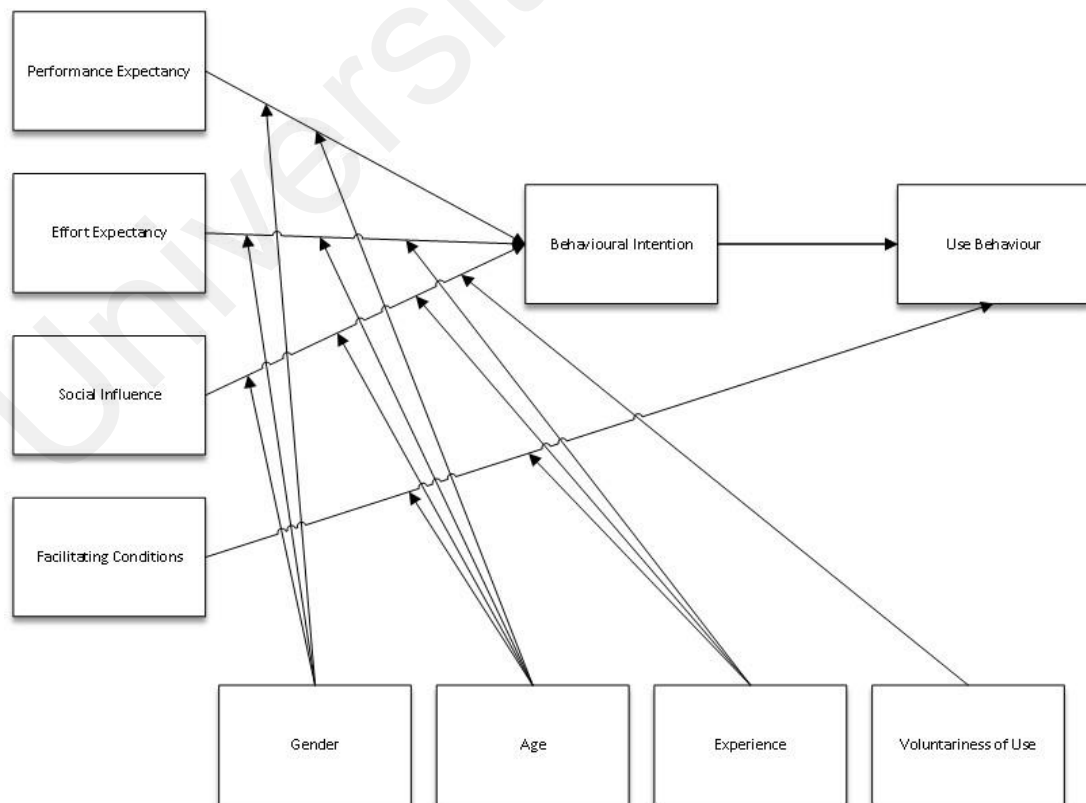 Performance Expectancy
Effort Expectancy
Behavioural Intention
Use Behaviour
Social Influence
Facilitating Conditions
Gender
Age
Experience
Voluntariness of Use